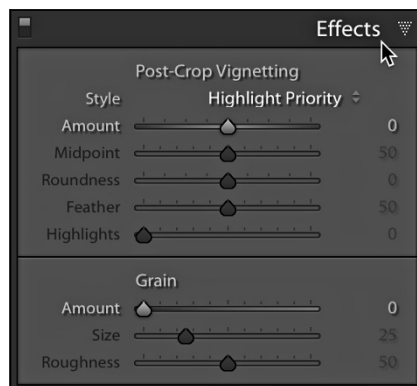 Effects
Post-Crop Vignetting
Style Highlight Priority
Amount 0
Midpoint 50
Roundness 0
Feather 50
Highlights 0
Grain
Amount 0
Size 25
Roughness 50